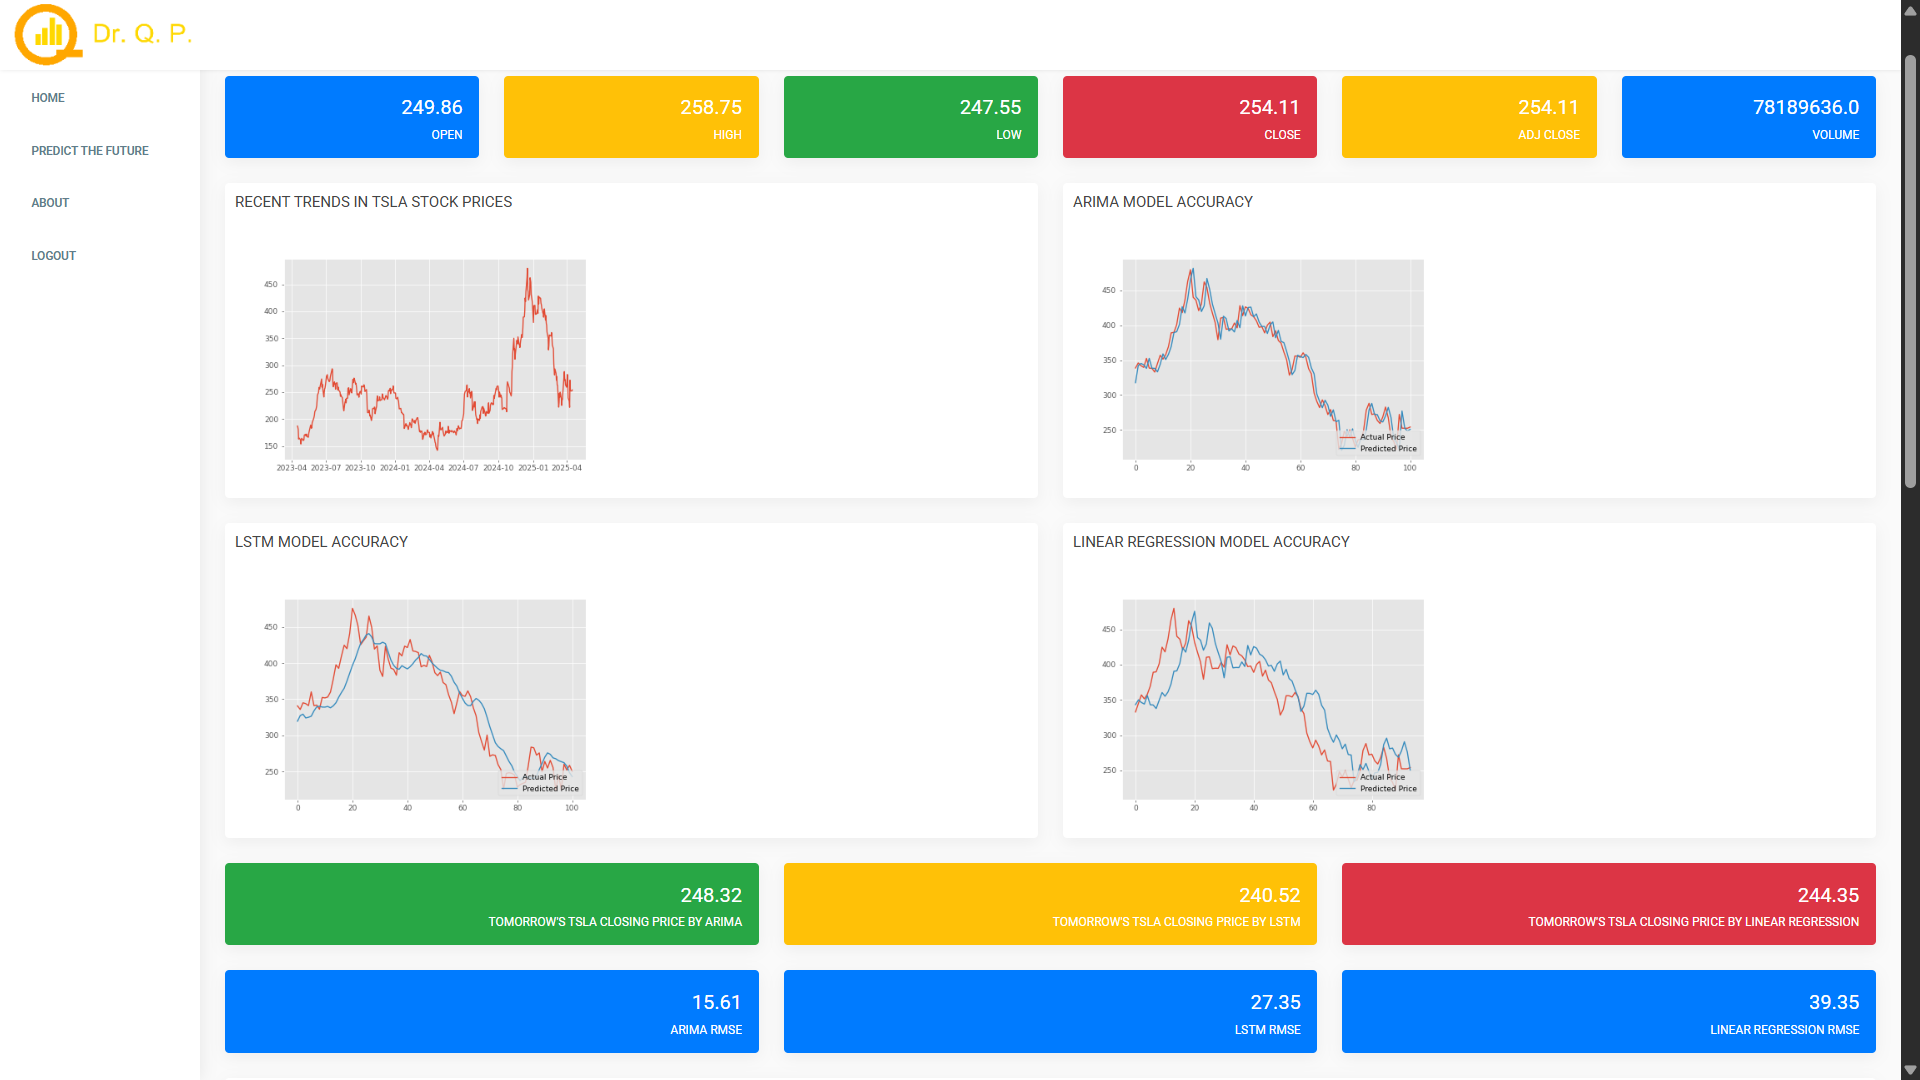 Dr. Q. P.
HOME
PREDICT THE FUTURE
ABOUT
LOGOUT
249.86
OPEN
258.75
HIGH
247.55
LOW
254.11
CLOSE
254.11
ADJ CLOSE
78189636.0
VOLUME
RECENT TRENDS IN TSLA STOCK PRICES
450
400
350
300
250
200
150
2023-04 2023-07 2023-10 2024-01 2024-04 2024-07 2024-10 2025-01 2025-04
ARIMA MODEL ACCURACY
450
400
350
300
250
Actual Price
Predicted Price
0 20 40 60 80 100
LSTM MODEL ACCURACY
450
400
350
300
250
Actual Price
Predicted Price
0 20 40 60 80 100
LINEAR REGRESSION MODEL ACCURACY
450
400
350
300
250
Actual Price
Predicted Price
0 20 40 60 80
248.32
TOMORROW'S TSLA CLOSING PRICE BY ARIMA
240.52
TOMORROW'S TSLA CLOSING PRICE BY LSTM
244.35
TOMORROW'S TSLA CLOSING PRICE BY LINEAR REGRESSION
15.61
ARIMA RMSE
27.35
LSTM RMSE
39.35
LINEAR REGRESSION RMSE